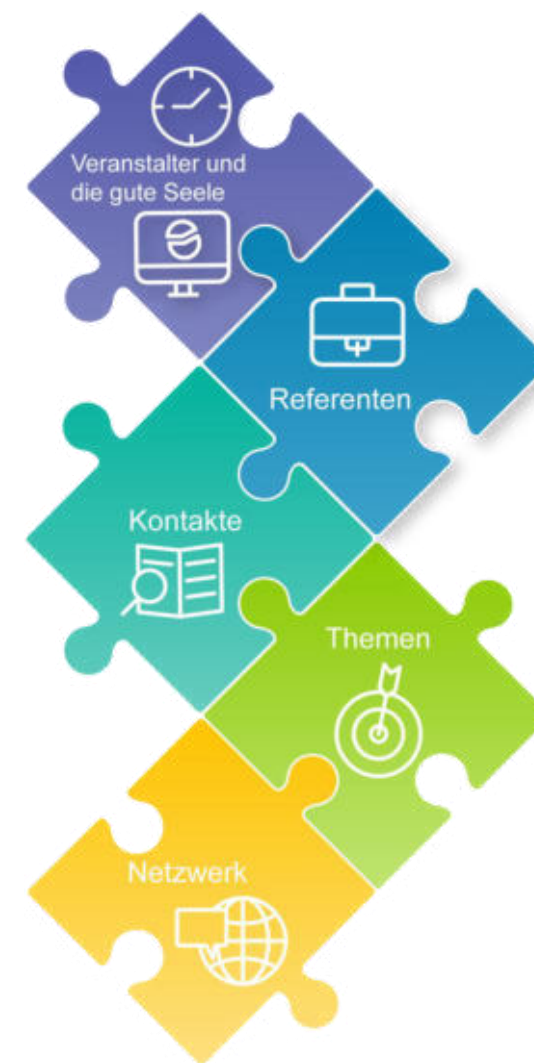 Veranstalter und
die gute Seele
Referenten
Kontakte
Themen
Netzwerk